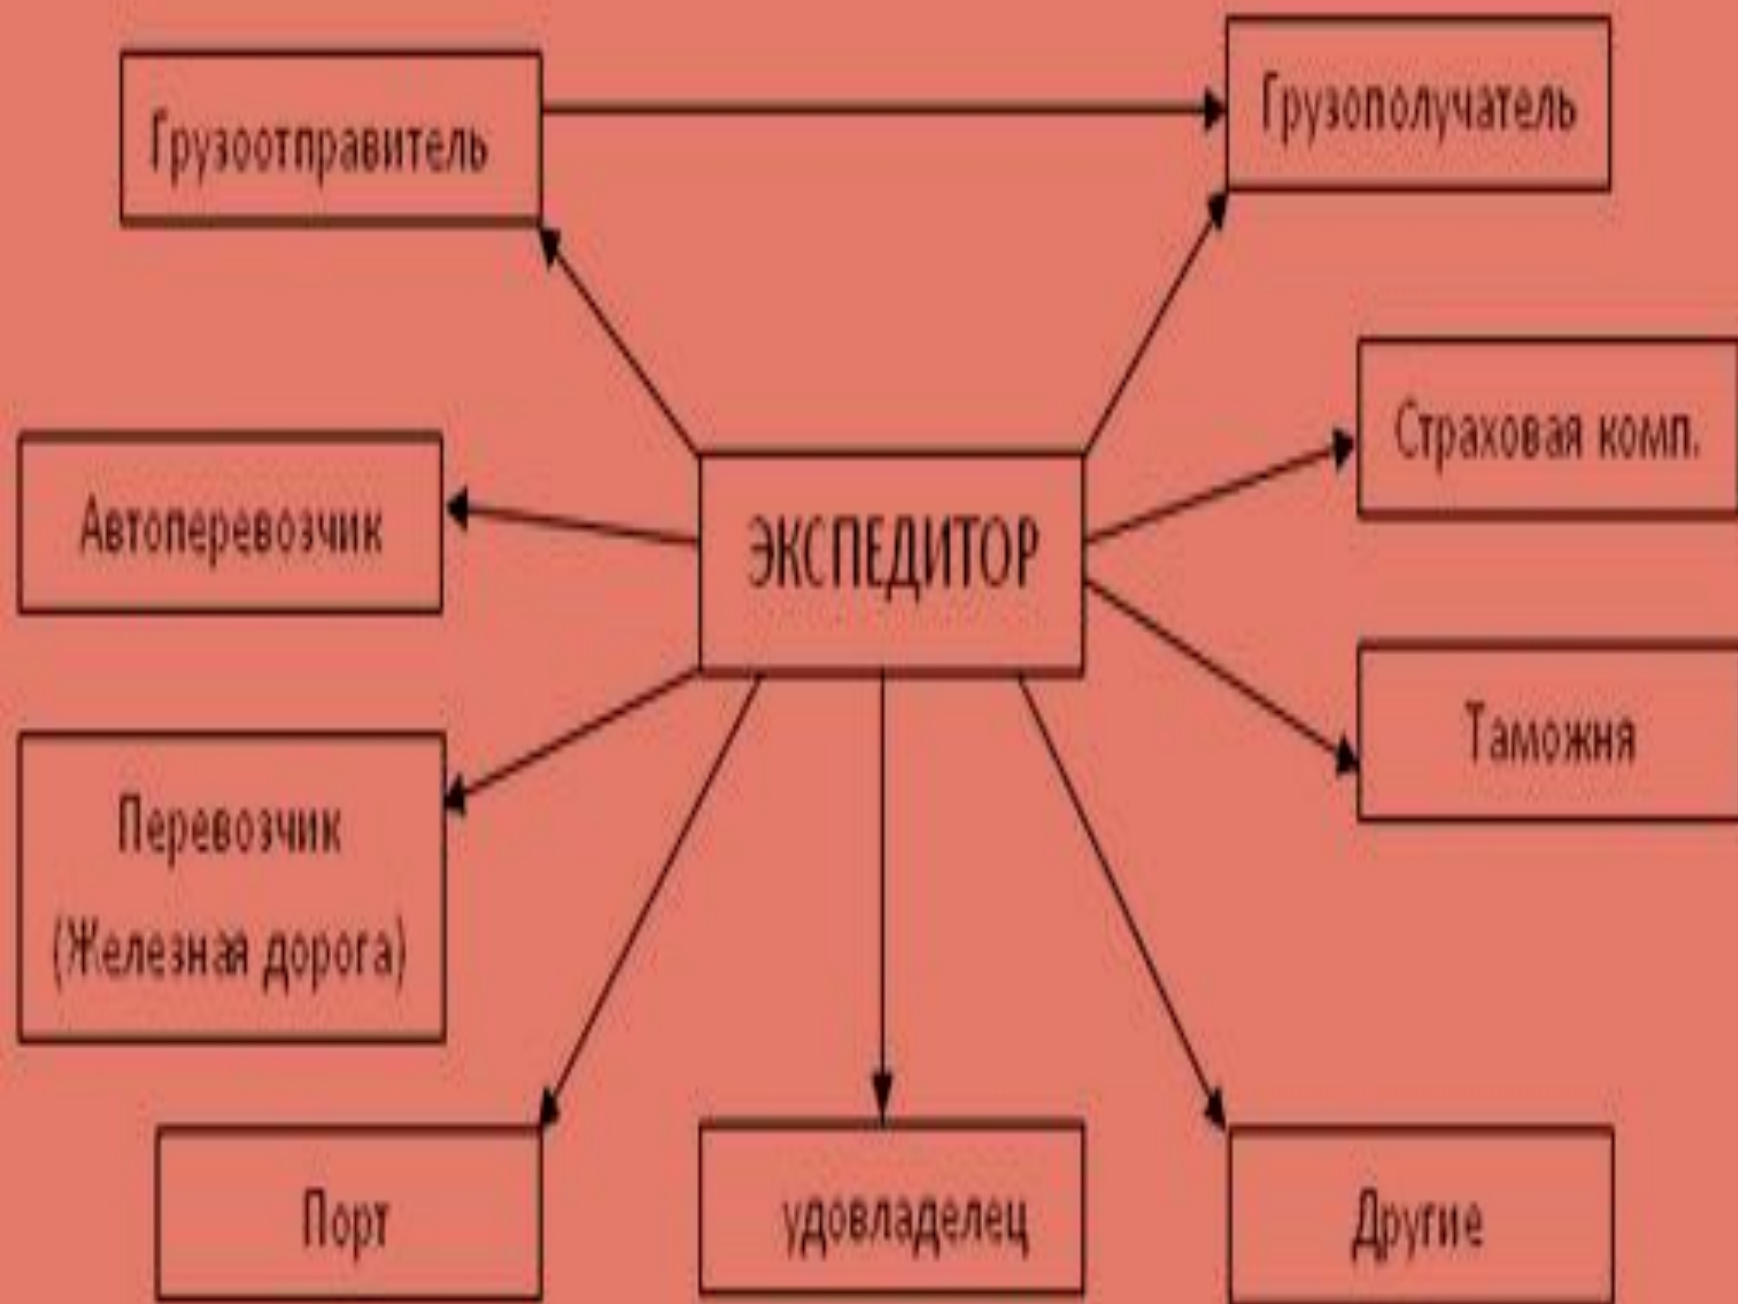 Грузоотправитель
Грузополучатель
Страховая комп.
Автоперевозчик
ЭКСПЕДИТОР
Таможня
Перевозчик
(Железная дорога)
Порт
удовладелец
Другие